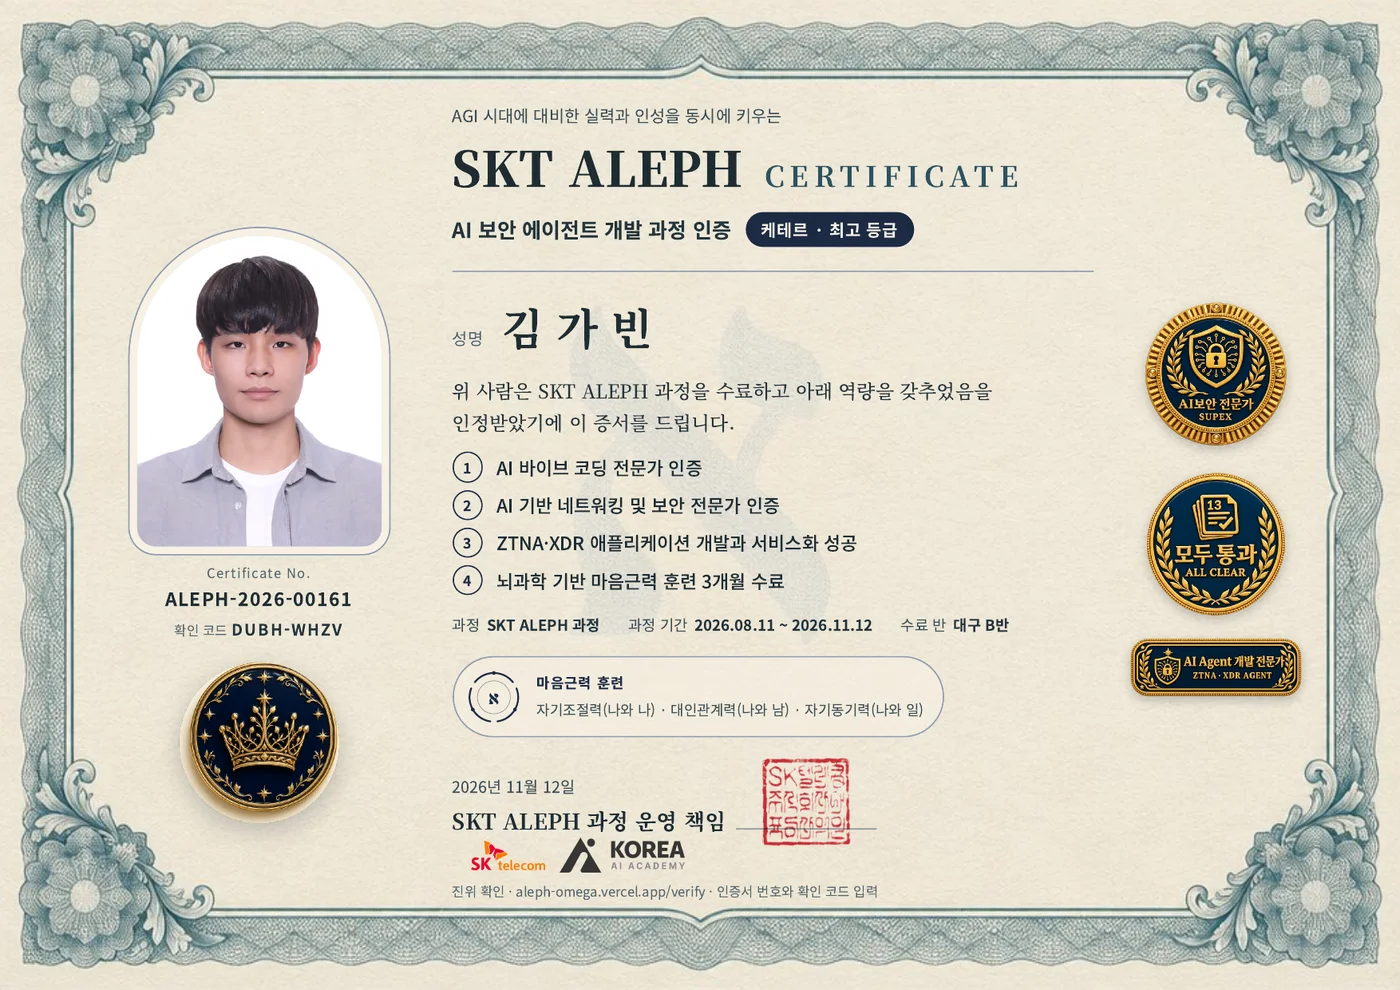 AGI 시대에 대비한 실력과 인성을 동시에 키우는
SKT ALEPH CERTIFICATE
AI 보안 에이전트 개발 과정 인증 케테르 · 최고 등급
성명 김가빈
위 사람은 SKT ALEPH 과정을 수료하고 아래 역량을 갖추었음을
인정받았기에 이 증서를 드립니다.
1 AI 바이브 코딩 전문가 인증
2 AI 기반 네트워킹 및 보안 전문가 인증
3 ZTNA·XDR 애플리케이션 개발과 서비스화 성공
4 뇌과학 기반 마음근력 훈련 3개월 수료
과정 SKT ALEPH 과정 과정 기간 2026.08.11 ~ 2026.11.12 수료 반 대구 B반
א
마음근력 훈련
자기조절력(나와 나) · 대인관계력(나와 남) · 자기동기력(나와 일)
2026년 11월 12일
SKT ALEPH 과정 운영 책임
SK telecom
KOREA
AI ACADEMY
진위 확인 · aleph-omega.vercel.app/verify · 인증서 번호와 확인 코드 입력
Certificate No.
ALEPH-2026-00161
확인 코드 DUBH-WHZV
AI보안 전문가
SUPEX
13
모두 통과
ALL CLEAR
AI Agent 개발 전문가
ZTNA · XDR AGENT